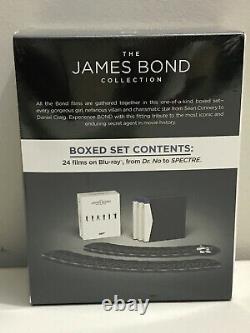 THE
JAMES BOND
COLLECTION
All the Bond films are gathered together in this one-of-a-kind boxed set-
every gorgeous girl, nefarious villain and charismatic star from Sean Connery to
Daniel Craig. Experience BOND with this fitting tribute to the most iconic and
enduring secret agent in movie history.
BOXED SET CONTENTS:
24 films on Blu-ray, from Dr. No to SPECTRE.